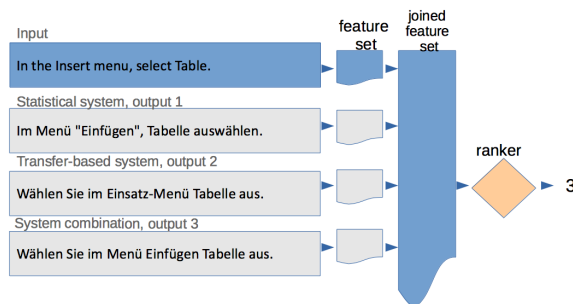 Input
feature
set
joined
feature
set
In the Insert menu, select Table.
Statistical system, output 1
Im Menü "Einfügen", Tabelle auswählen.
Transfer-based system, output 2
Wählen Sie im Einsatz-Menü Tabelle aus.
System combination, output 3
Wählen Sie im Menü Einfügen Tabelle aus.
ranker
3